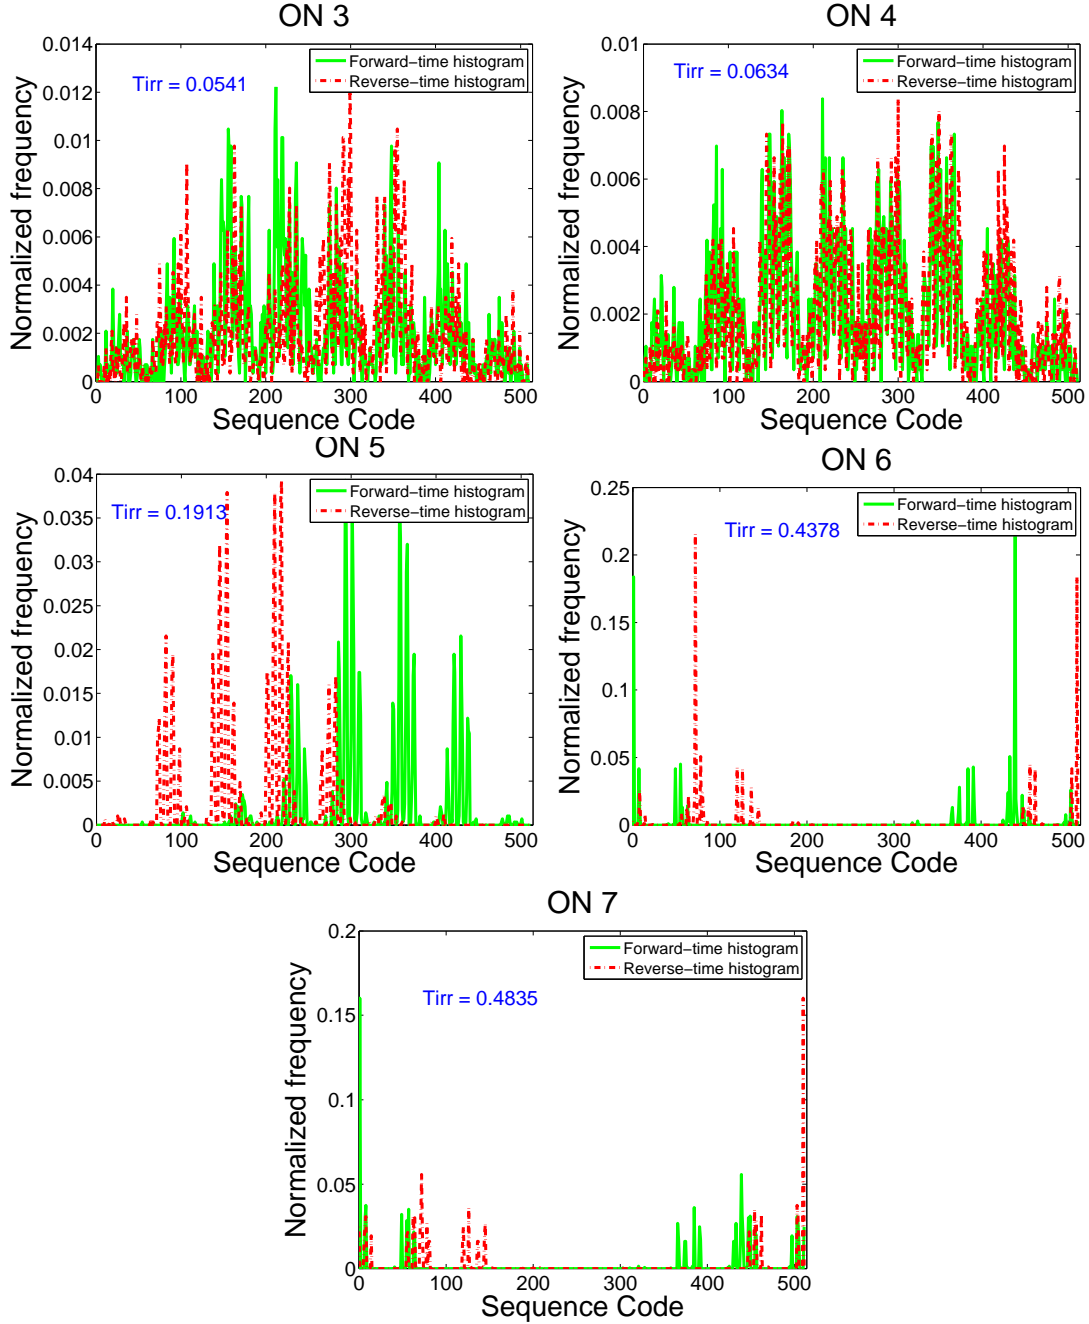 ON 3
0.014
0.012
0.01
0.008
0.006
0.004
0.002
0
0 100 200 300 400 500
Normalized frequency
Sequence Code
Tirr = 0.0541
Forward-time histogram
Reverse-time histogram
ON 4
0.01
0.008
0.006
0.004
0.002
0
0 100 200 300 400 500
Normalized frequency
Sequence Code
Tirr = 0.0634
Forward-time histogram
Reverse-time histogram
ON 5
0.04
0.035
0.03
0.025
0.02
0.015
0.01
0.005
0
0 100 200 300 400 500
Normalized frequency
Sequence Code
Tirr = 0.1913
Forward-time histogram
Reverse-time histogram
ON 6
0.25
0.2
0.15
0.1
0.05
0
0 100 200 300 400 500
Normalized frequency
Sequence Code
Tirr = 0.4378
Forward-time histogram
Reverse-time histogram
ON 7
0.2
0.15
0.1
0.05
0
0 100 200 300 400 500
Normalized frequency
Sequence Code
Tirr = 0.4835
Forward-time histogram
Reverse-time histogram